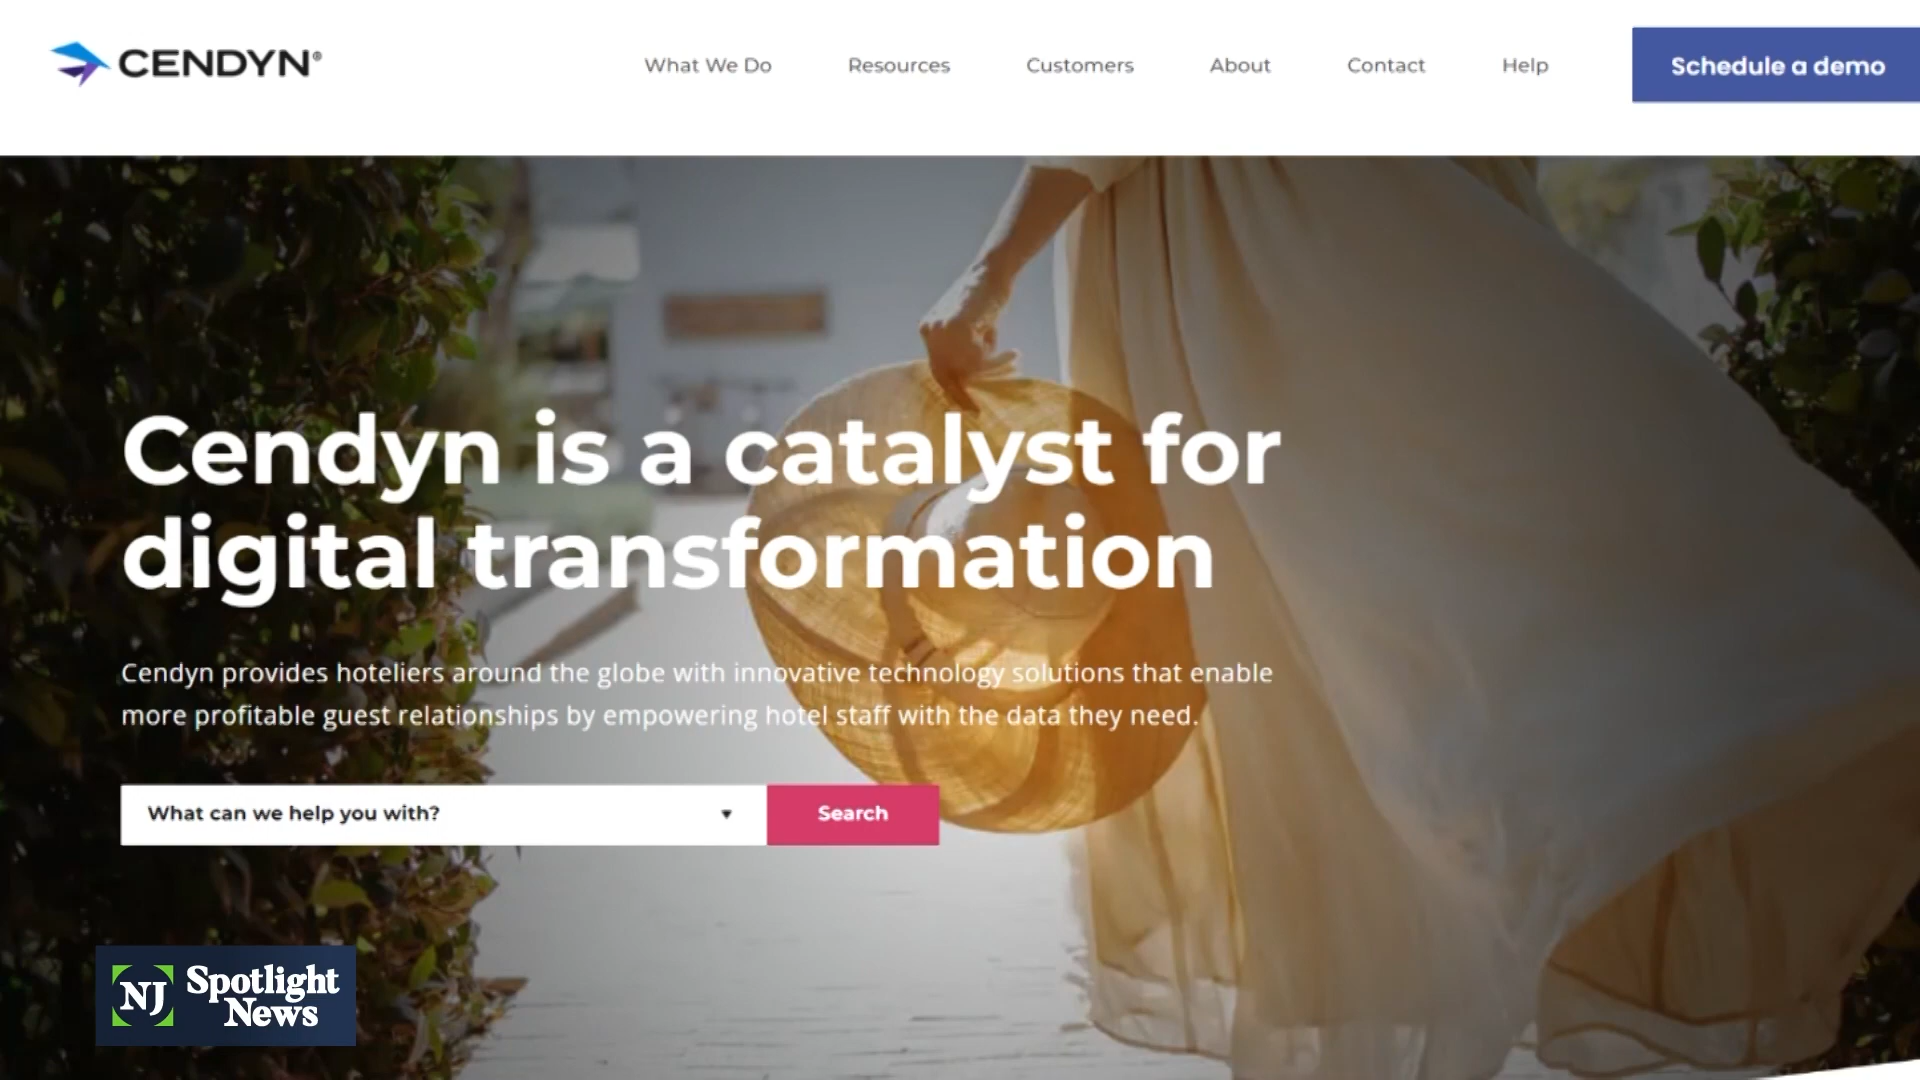 CENDYN®
What We Do
Resources
Customers
About
Contact
Help
Schedule a demo
Cendyn is a catalyst for
digital transformation
Cendyn provides hoteliers around the globe with innovative technology solutions that enable
more profitable guest relationships by empowering hotel staff with the data they need.
What can we help you with?
Search
NJ Spotlight
News